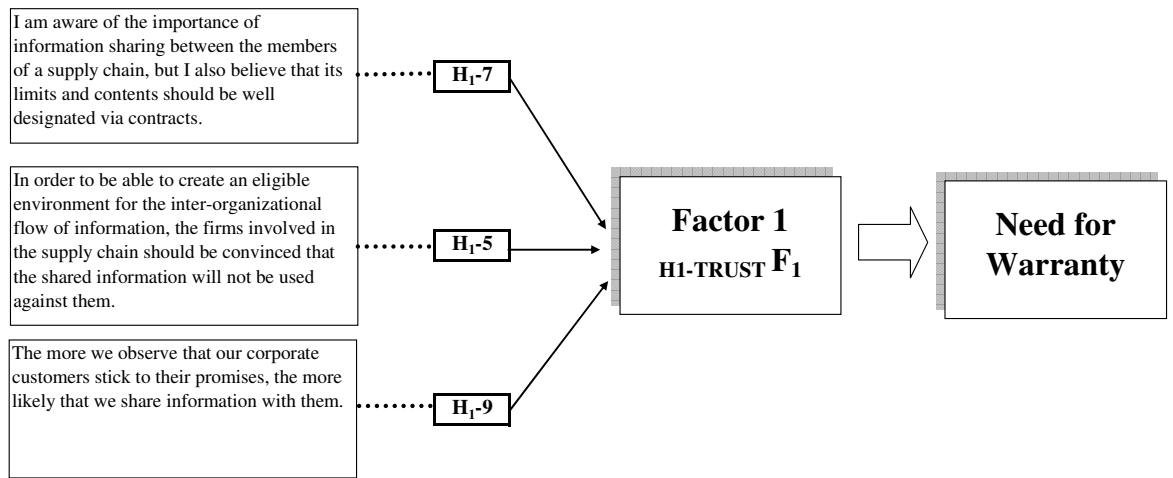 I am aware of the importance of
information sharing between the members
of a supply chain, but I also believe that its
limits and contents should be well
designated via contracts.
H1-7
In order to be able to create an eligible
environment for the inter-organizational
flow of information, the firms involved in
the supply chain should be convinced that
the shared information will not be used
against them.
H1-5
The more we observe that our corporate
customers stick to their promises, the more
likely that we share information with them.
H1-9
Factor 1
H1-TRUST F1
Need for
Warranty